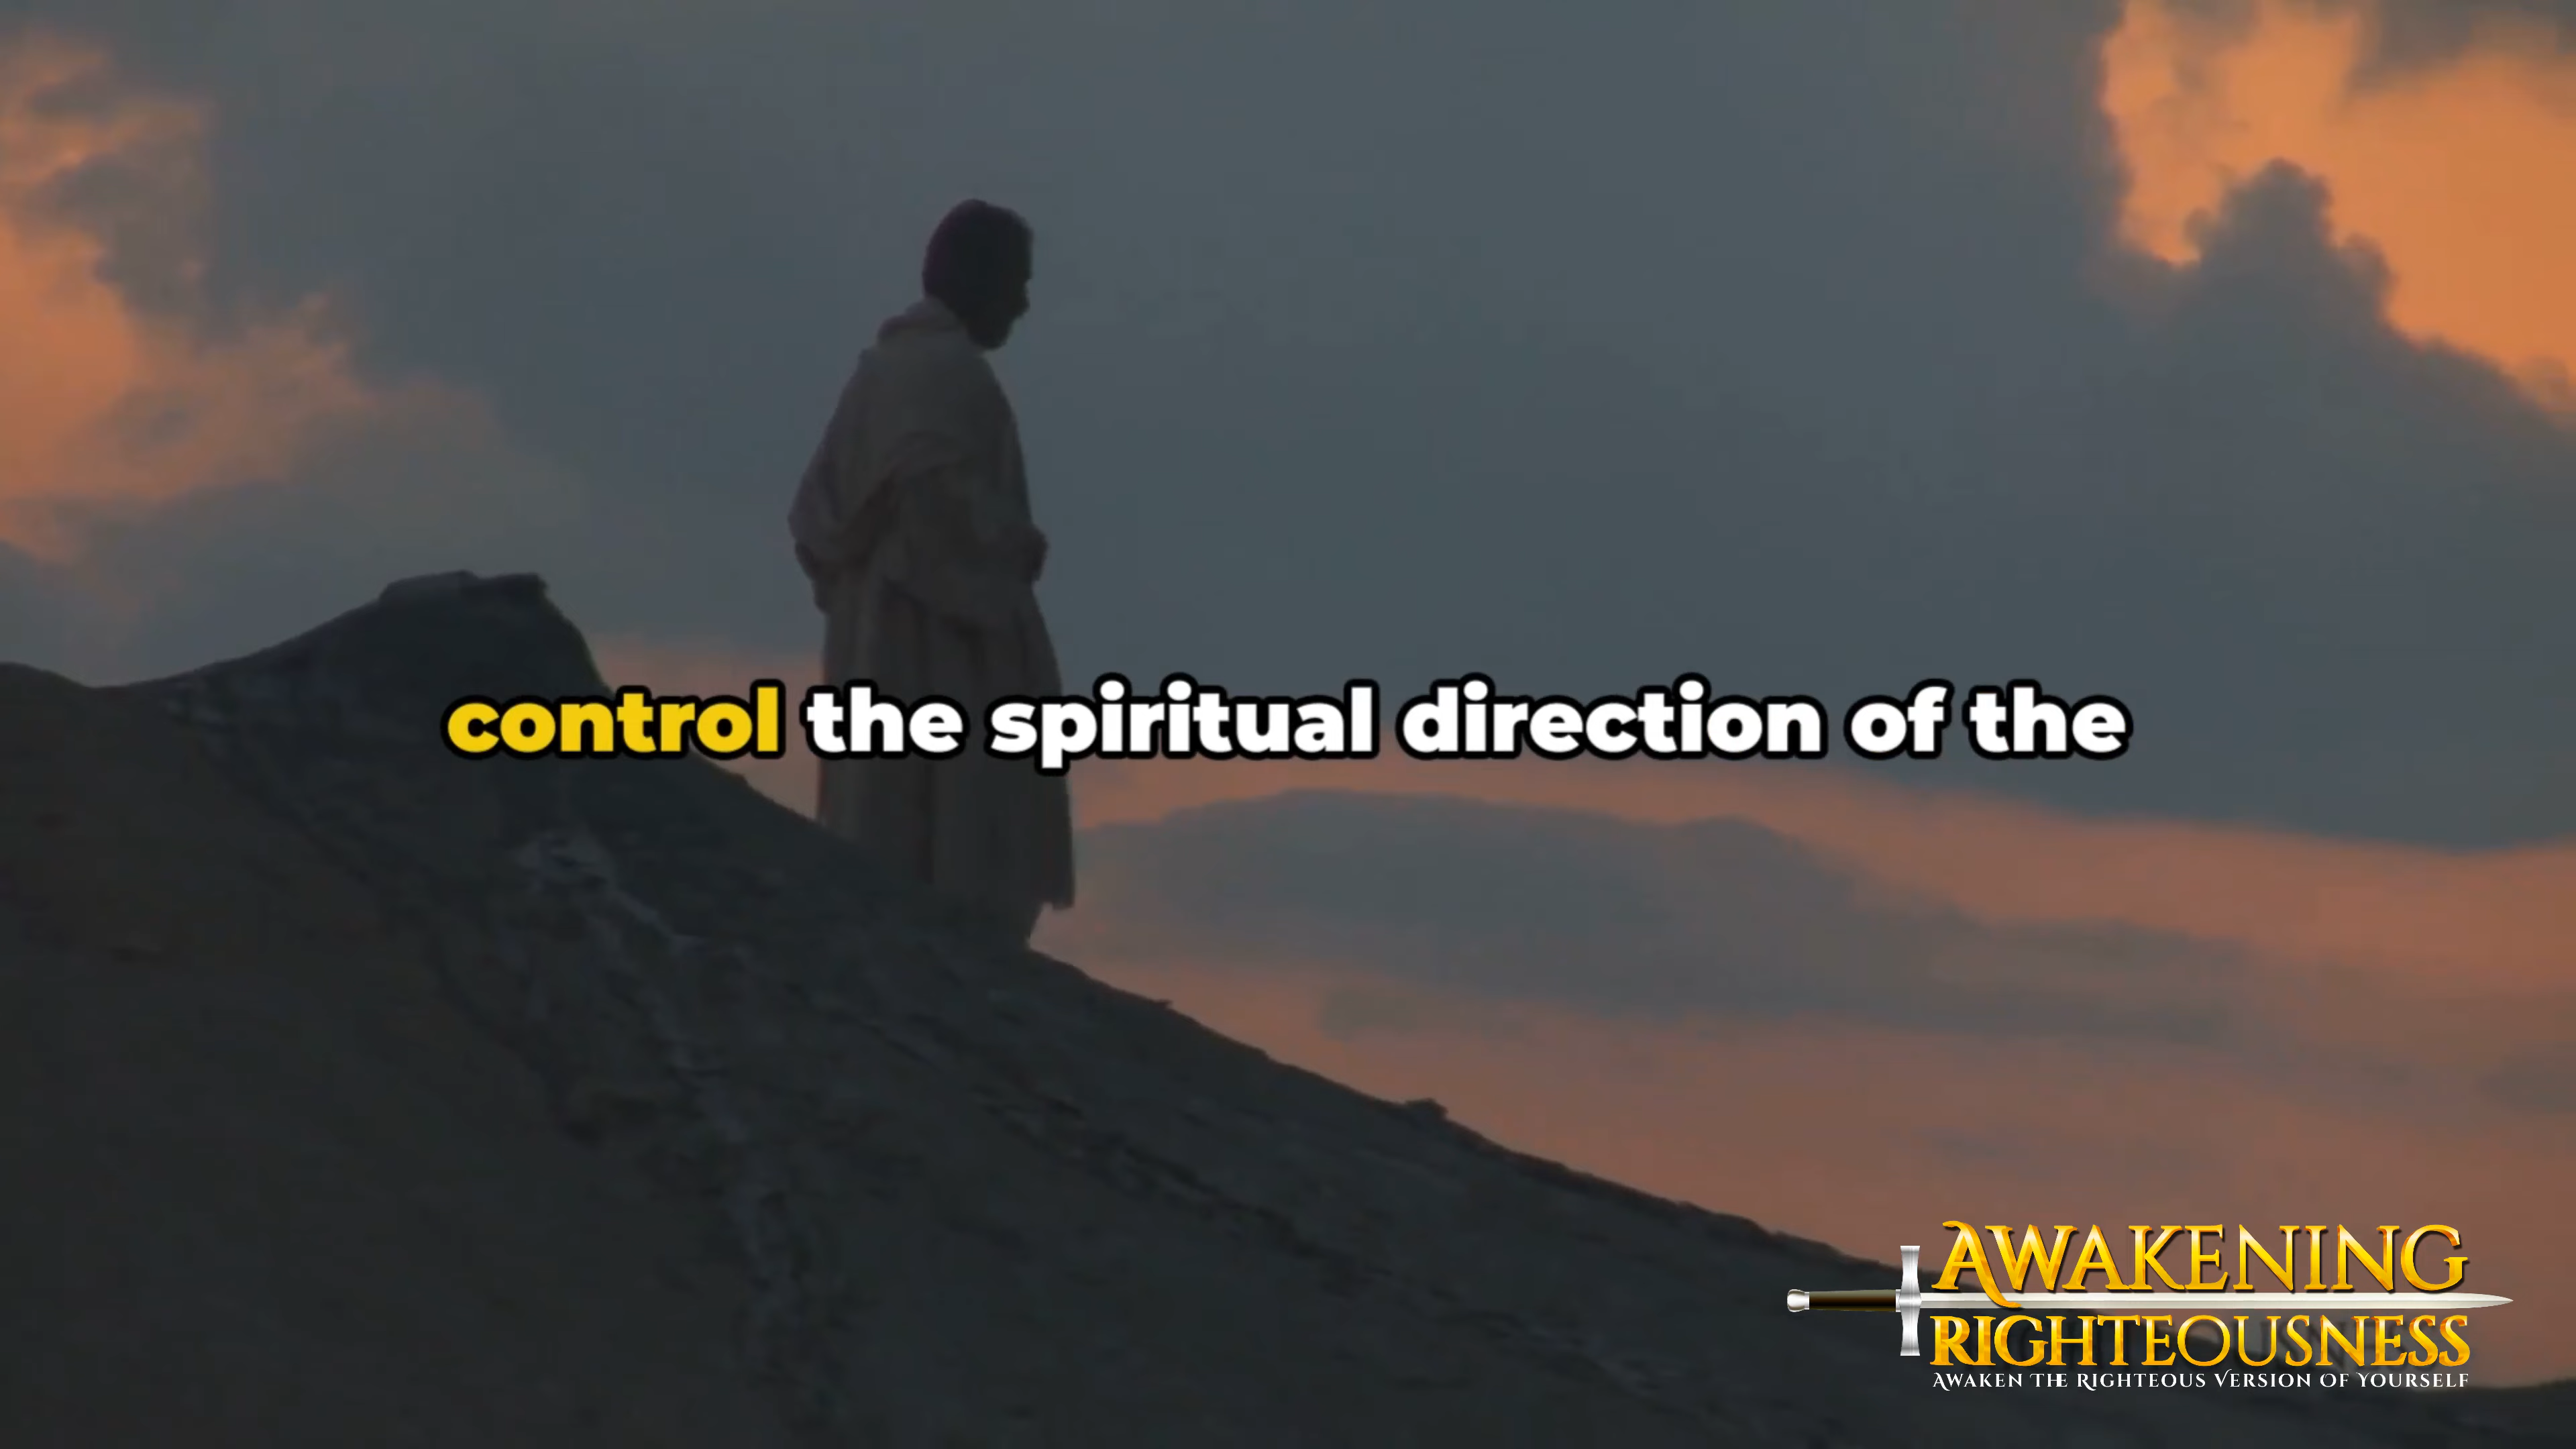 control the spiritual direction of the
AWAKENING
RIGHTEOUSNESS
AWAKEN THE RIGHTEOUS VERSION OF YOURSELF